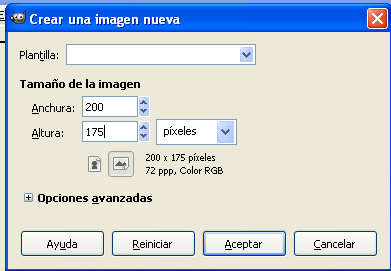 Crear una imagen nueva
Plantilla:
Tamaño de la imagen
Anchura: 200
Altura: 175 píxeles
200 x 175 píxeles
72 ppp, Color RGB
Opciones avanzadas
Ayuda Reiniciar Aceptar Cancelar